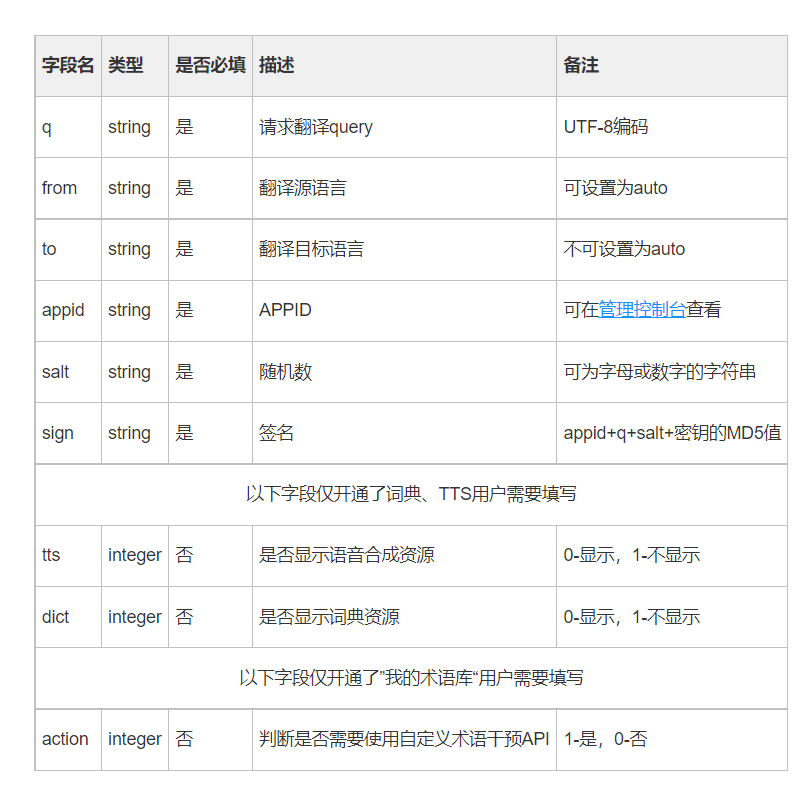 字段名 类型 是否必填 描述 备注
q string 是 请求翻译query UTF-8编码
from string 是 翻译源语言 可设置为auto
to string 是 翻译目标语言 不可设置为auto
appid string 是 APPID 可在管理控制台查看
salt string 是 随机数 可为字母或数字的字符串
sign string 是 签名 appid+q+salt+密钥的MD5值
以下字段仅开通了词典、TTS用户需要填写
tts integer 否 是否显示语音合成资源 0-显示，1-不显示
dict integer 否 是否显示词典资源 0-显示，1-不显示
以下字段仅开通了”我的术语库“用户需要填写
action integer 否 判断是否需要使用自定义术语干预API 1-是，0-否